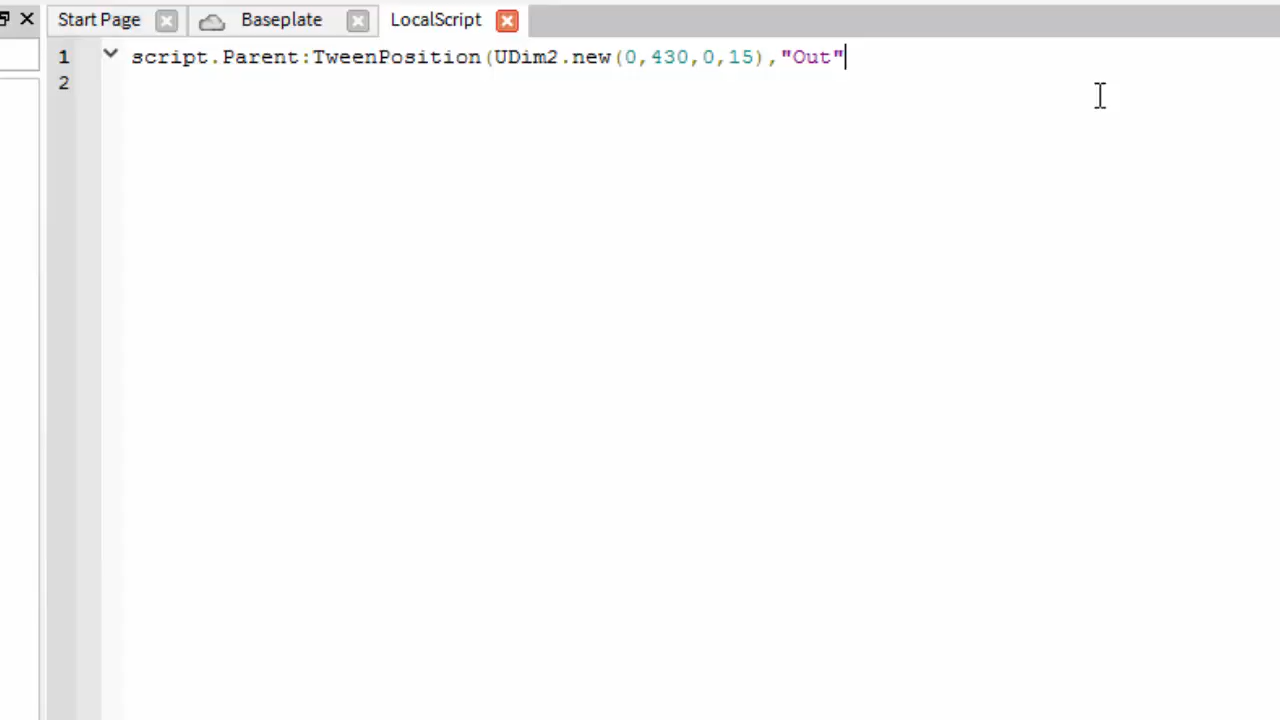 Start Page Baseplate LocalScript
1 script.Parent:TweenPosition(UDim2.new(0,430,0,15),"Out"
2